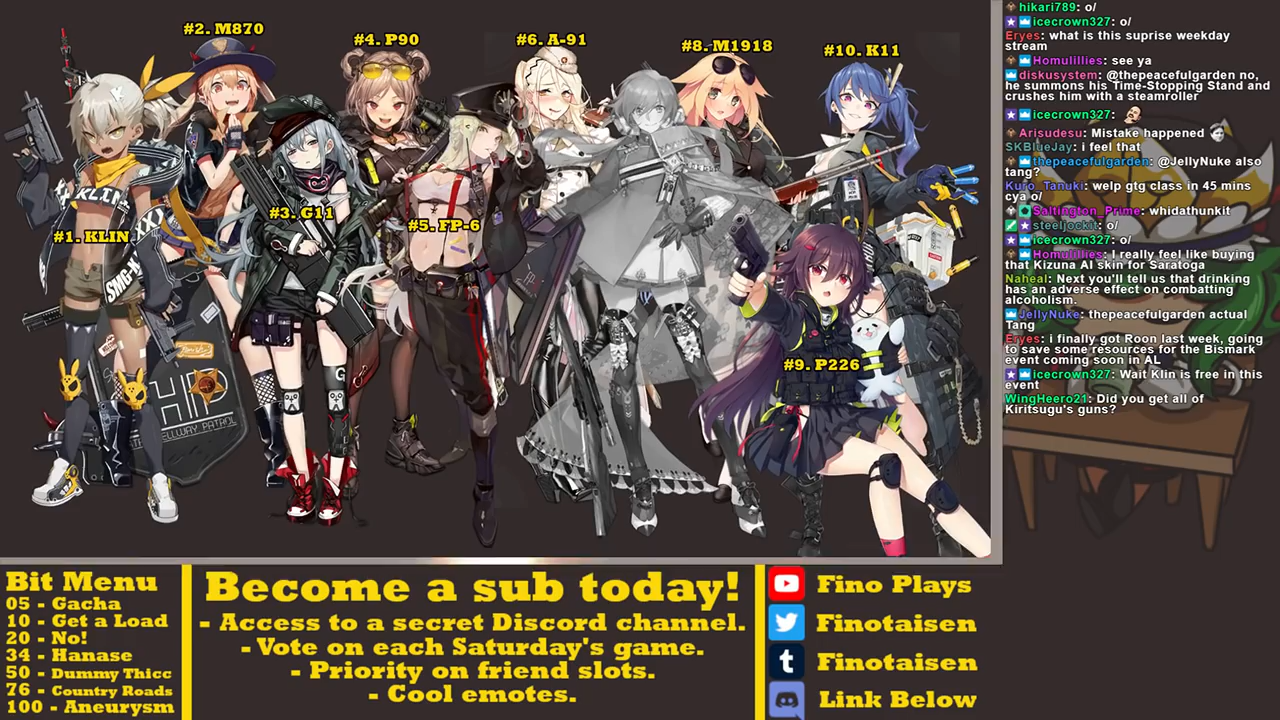 #2. M870
#4. P90
#6. A-91
#8. M1918
#10. K11
#3. G11
#5. FP-6
#1. KLIN
#9. P226
KLIN
XXX
SMG-
G
HIP
hikari789: o/
icecrown327: o/
Eryes: what is this suprise weekday
stream
Homulillies: see ya
diskusystem: @thepeacefulgarden no,
he summons his Time-Stopping Stand and
crushes him with a steamroller
icecrown327:
Arisudesu: Mistake happened
SKBlueJay: i feel that
thepeacefulgarden: @JellyNuke also
tang?
Kuro_Tanuki: welp gtg class in 45 mins
cya o/
Saltington_Prime: whidathunkit
steeljockit: o/
icecrown327: o/
Homulillies: I really feel like buying
that Kizuna AI skin for Saratoga
Naheal: Next you'll tell us that drinking
has an adverse effect on combatting
alcoholism.
JellyNuke: thepeacefulgarden actual
Tang
Eryes: i finally got Roon last week, going
to save some resources for the Bismark
event coming soon in AL
icecrown327: Wait Klin is free in this
event
WingHeero21: Did you get all of
Kiritsugu's guns?
Bit Menu
05 - Gacha
10 - Get a Load
20 - No!
34 - Hanase
50 - Dummy Thicc
76 - Country Roads
100 - Aneurysm
Become a sub today!
- Access to a secret Discord channel.
- Vote on each Saturday's game.
- Priority on friend slots.
- Cool emotes.
Fino Plays
Finotaisen
t Finotaisen
Link Below